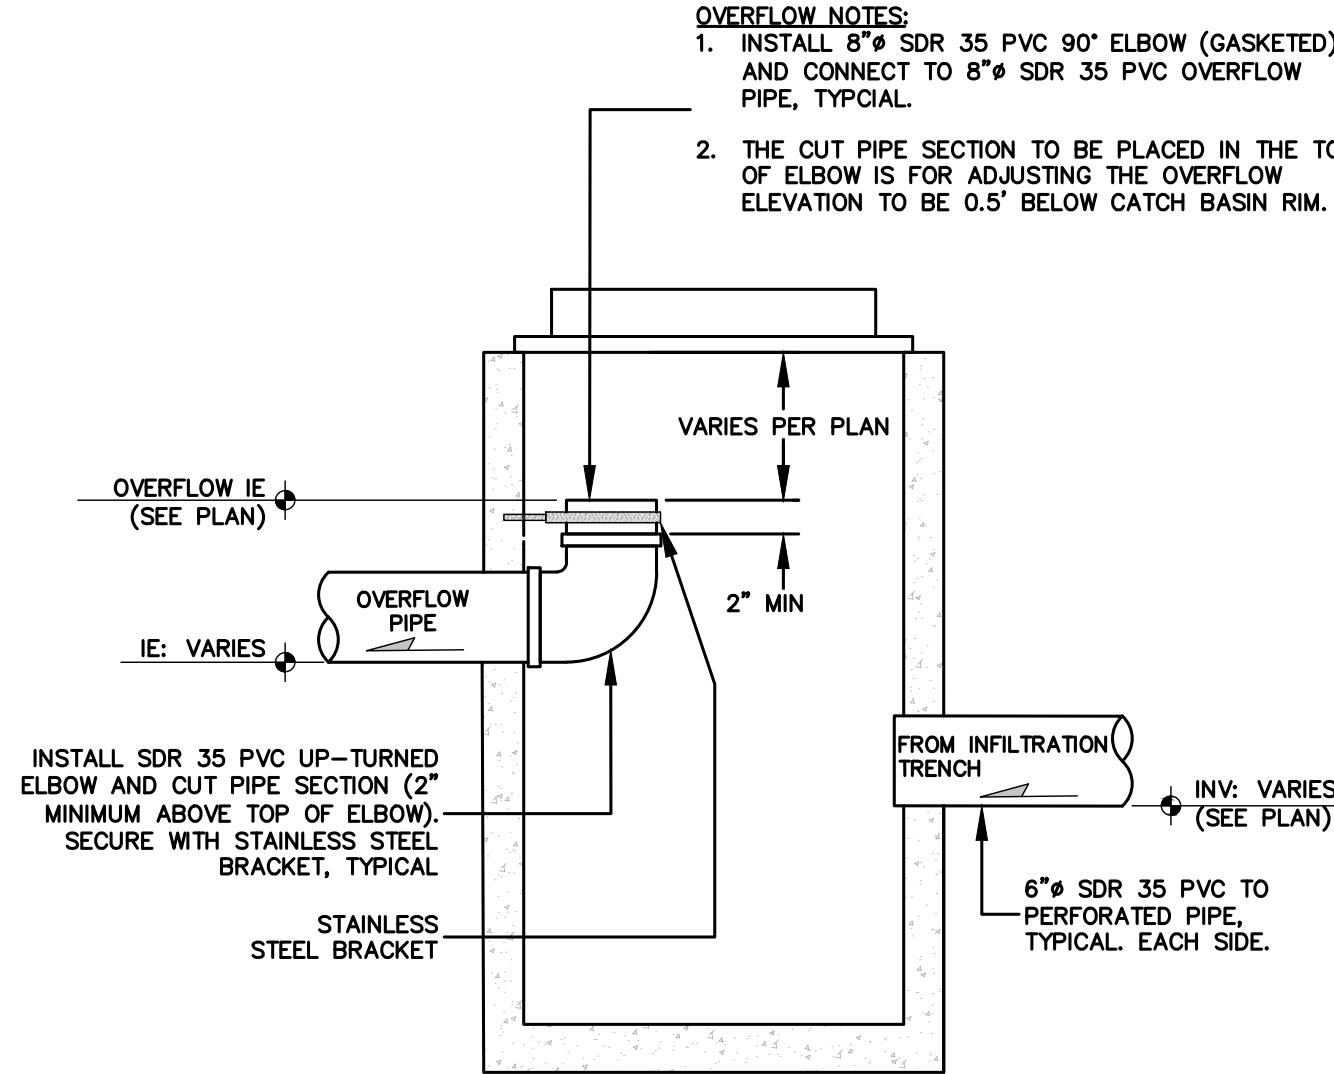 OVERFLOW NOTES:
1. INSTALL 8"ø SDR 35 PVC 90° ELBOW (GASKETED)
AND CONNECT TO 8"ø SDR 35 PVC OVERFLOW
PIPE, TYPCIAL.
2. THE CUT PIPE SECTION TO BE PLACED IN THE
OF ELBOW IS FOR ADJUSTING THE OVERFLOW
ELEVATION TO BE 0.5' BELOW CATCH BASIN RIM.
VARIES PER PLAN
OVERFLOW IE
(SEE PLAN)
2" MIN
OVERFLOW
PIPE
IE: VARIES
INSTALL SDR 35 PVC UP-TURNED
ELBOW AND CUT PIPE SECTION (2"
MINIMUM ABOVE TOP OF ELBOW).
SECURE WITH STAINLESS STEEL
BRACKET, TYPICAL
STAINLESS
STEEL BRACKET
FROM INFILTRATION
TRENCH
INV: VARIES
(SEE PLAN)
6"ø SDR 35 PVC TO
PERFORATED PIPE,
TYPICAL. EACH SIDE.